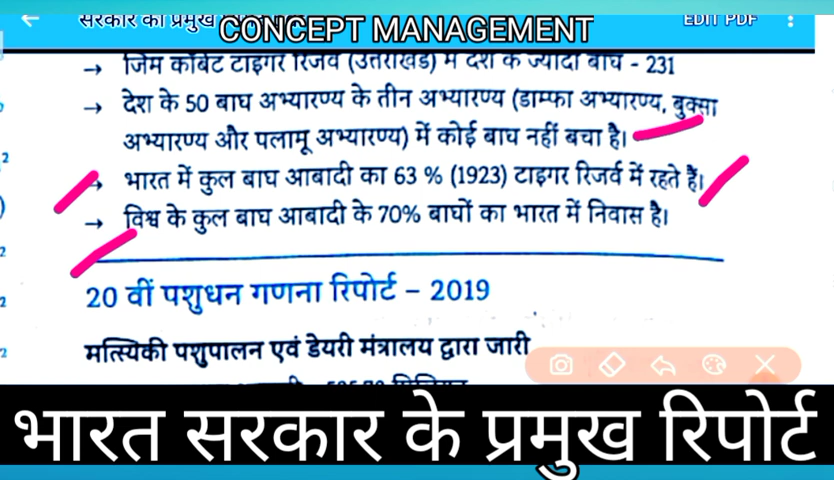 सरकार की प्रमुख
CONCEPT MANAGEMENT
EDIT PDF
→ जिम कॉर्बेट टाइगर रिजर्व (उत्तराखंड) में देश के ज्यादा बाघ - 231
→ देश के 50 बाघ अभ्यारण्य के तीन अभ्यारण्य (डाम्फा अभ्यारण्य, बुक्सा
अभ्यारण्य और पलामू अभ्यारण्य) में कोई बाघ नहीं बचा है।
→ भारत में कुल बाघ आबादी का 63 % (1923) टाइगर रिजर्व में रहते हैं।
→ विश्व के कुल बाघ आबादी के 70% बाघों का भारत में निवास है।
20 वीं पशुधन गणना रिपोर्ट – 2019
मत्स्यिकी पशुपालन एवं डेयरी मंत्रालय द्वारा जारी
भारत सरकार के प्रमुख रिपोर्ट